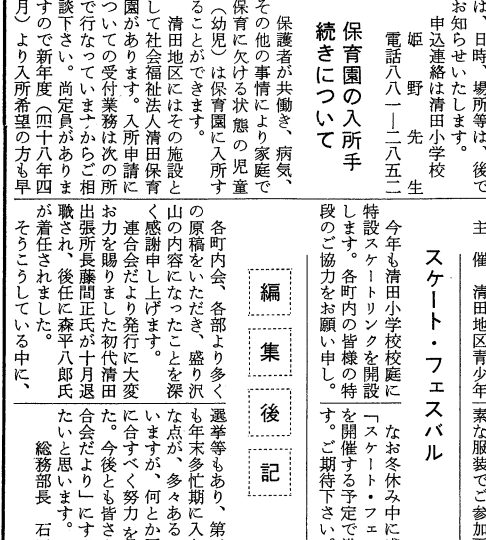 は、日時、場所等は、後で
お知らせいたします。
申込連絡は清田小学校
姫野先生
電話八八一―二八五二
保育園の入所手
続きについて
保護者が共働き、病気、
その他の事情により家庭で
保育に欠ける状態の児童
(幼児)は保育園に入所す
ることができます。
清田地区にはその施設と
して社会福祉法人清田保育
園があります。入所申請に
ついての受付業務は次の所
で行なっていますからご相
談下さい。尚定員がありま
すので新年度(四十八年四
月)より入所希望の方も早
主催 清田地区青少年
スケート・フェスバル
今年も清田小学校校庭に
特設スケートリンクを開設
します。各町内の皆様の特
段のご協力をお願い申し。
素な服装でご参加
なお冬休み中に
「スケート・フェ
を開催する予定で
す。ご期待下さい。
編集後記
各町内会、各部より多く
の原稿をいただき、盛り沢
山の内容になったことを深
く感謝申し上げます。
連合会だより発行に大変
お力を賜りました初代清田
出張所長藤間正氏が十月退
職され、後任に森平八郎氏
が着任されました。
そうこうしている中に、
選挙等もあり、第
も年末多忙期に入
な点が、多々ある
いますが、何とか
に合すべく努力を
た。今後とも皆さ
合会だより」にす
たいと思います。
総務部長 石